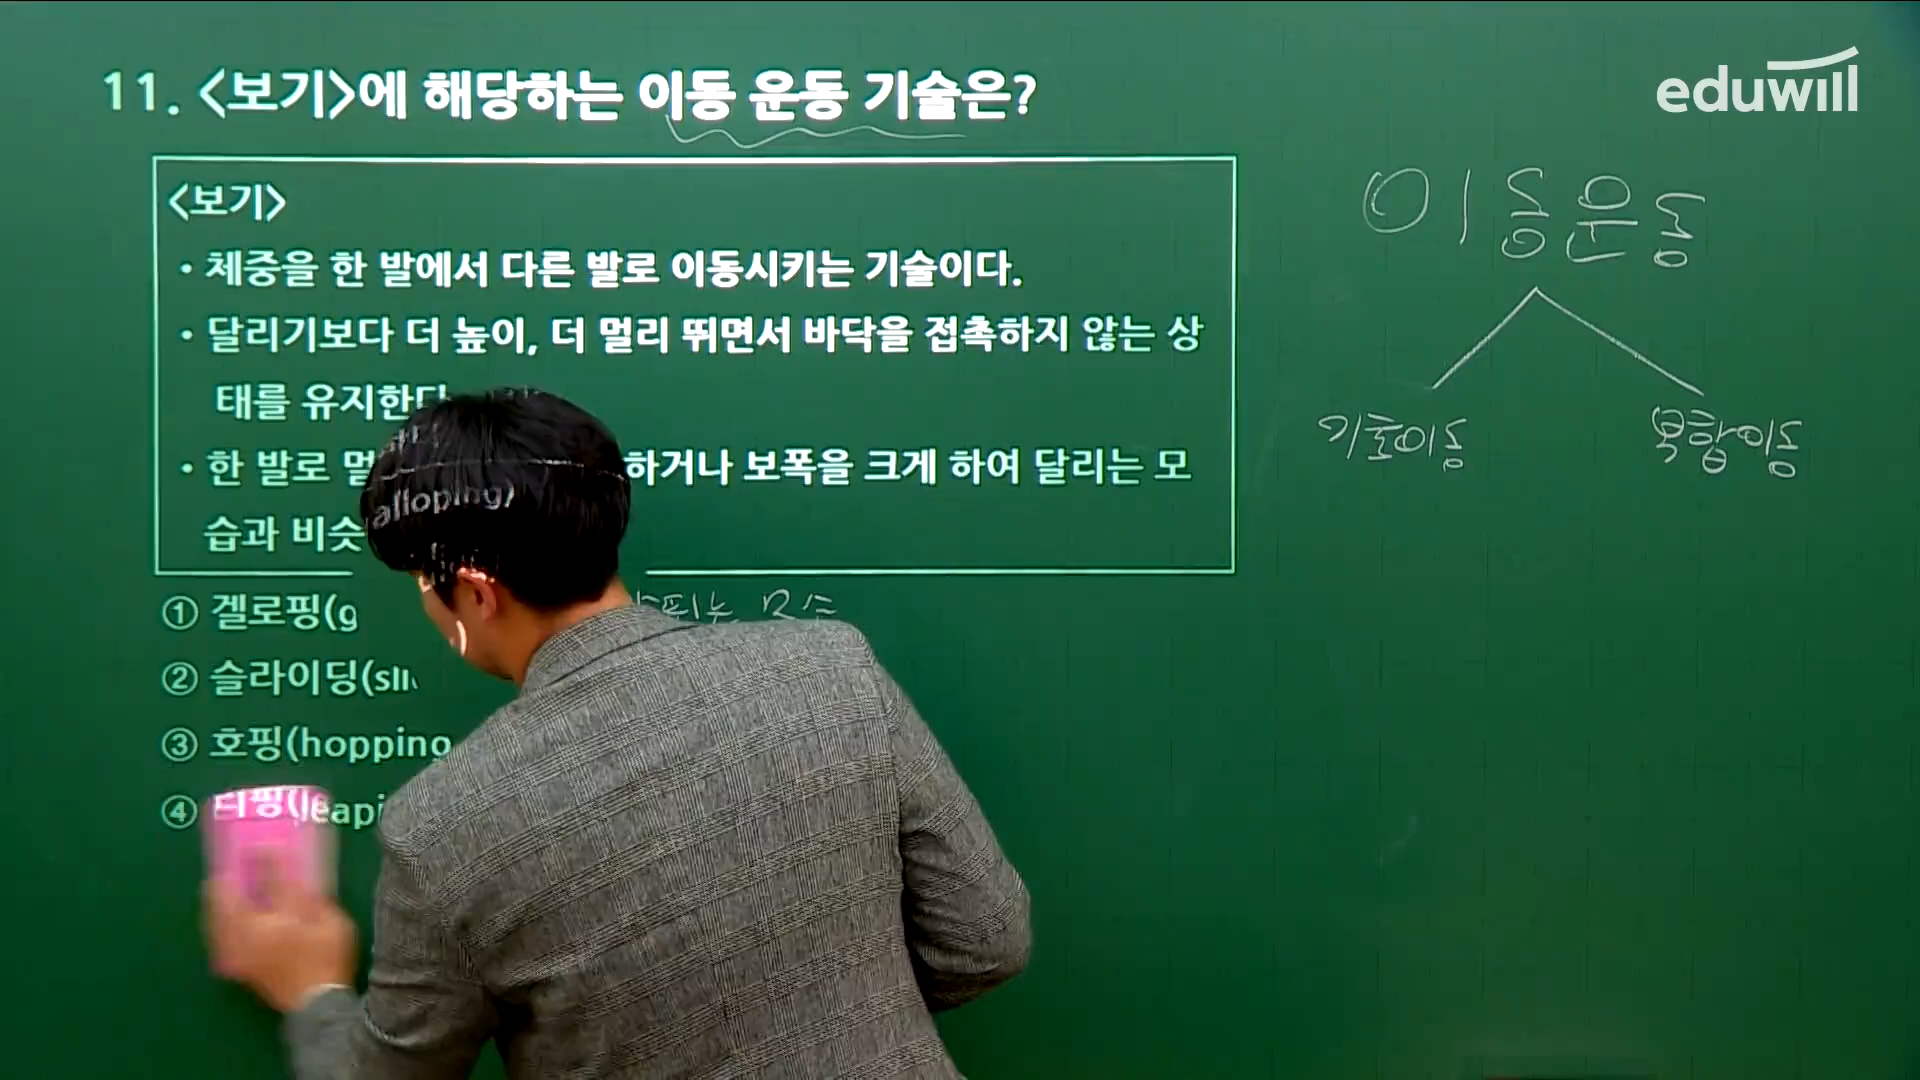 11. <보기>에 해당하는 이동 운동 기술은?
eduwill
<보기>
• 체중을 한 발에서 다른 발로 이동시키는 기술이다.
• 달리기보다 더 높이, 더 멀리 뛰면서 바닥을 접촉하지 않는 상
태를 유지한다
• 한 발로 멀 하거나 보폭을 크게 하여 달리는 모
습과 비슷
① 겔로핑(galloping)
② 슬라이딩(sli
③ 호핑(hopping
④ 리핑(leapi
이동운동
기초이동
복합이동